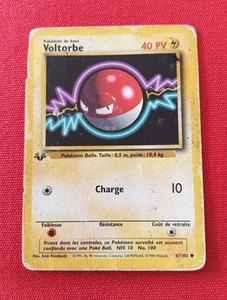 Pokémon de base
Voltorbe 40 PV
Pokémon Balle. Taille: 0,5 m, poids: 10,4 kg
Charge 10
Faiblesse Résistance Coût de retraite
Vivant dans les centrales, ce Pokémon survolté est souvent
confondu avec une Poké Ball. NIV. 10 No. 100
67/102